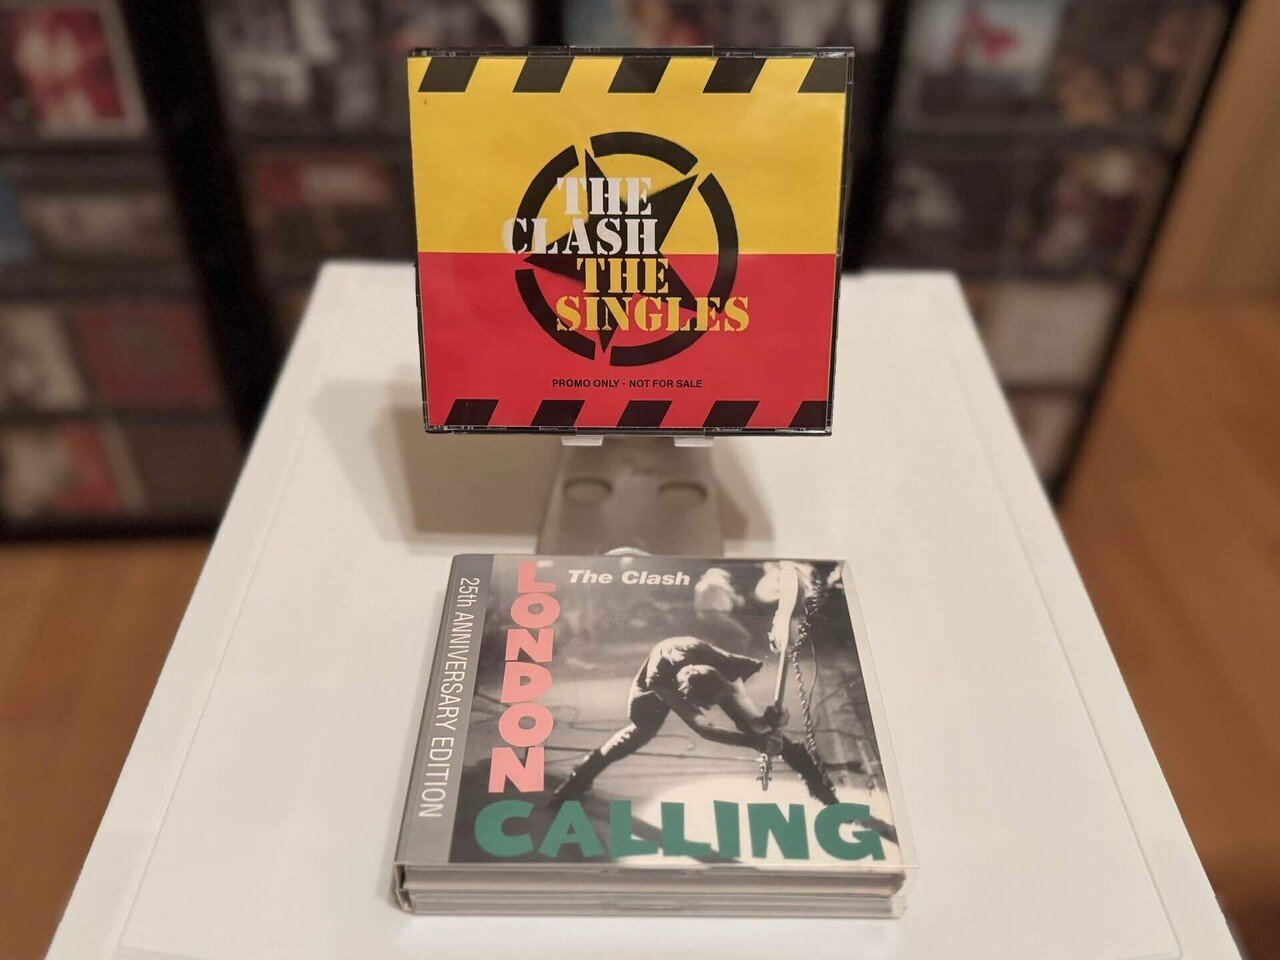 THE
CLASH
THE
SINGLES
PROMO ONLY - NOT FOR SALE
25th ANNIVERSARY EDITION
The Clash
LONDON
CALLING